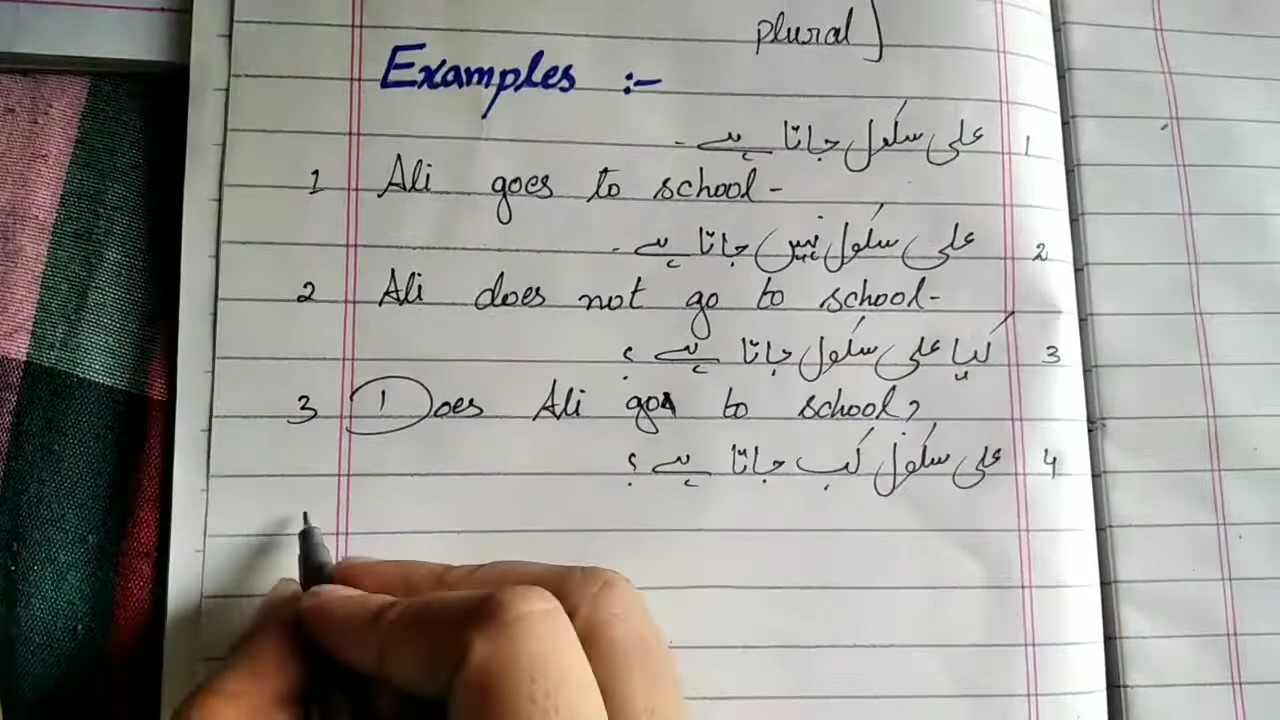 plural]
Examples :-
علی سکول جاتا ہے - 1
1 Ali goes to school -
علی سکول نہیں جاتا ہے - 2
2 Ali does not go to school -
کیا علی سکول جاتا ہے ؟ 3
3 Does Ali go to school?
علی سکول کب جاتا ہے ؟ 4